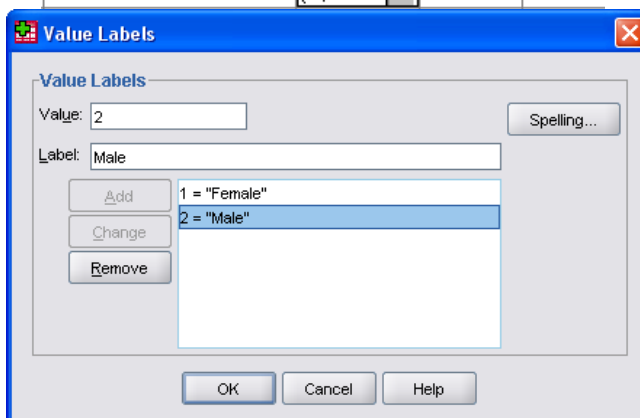 Value Labels
Value Labels
Value: 2
Spelling...
Label: Male
Add
1 = "Female"
Change
2 = "Male"
Remove
OK Cancel Help